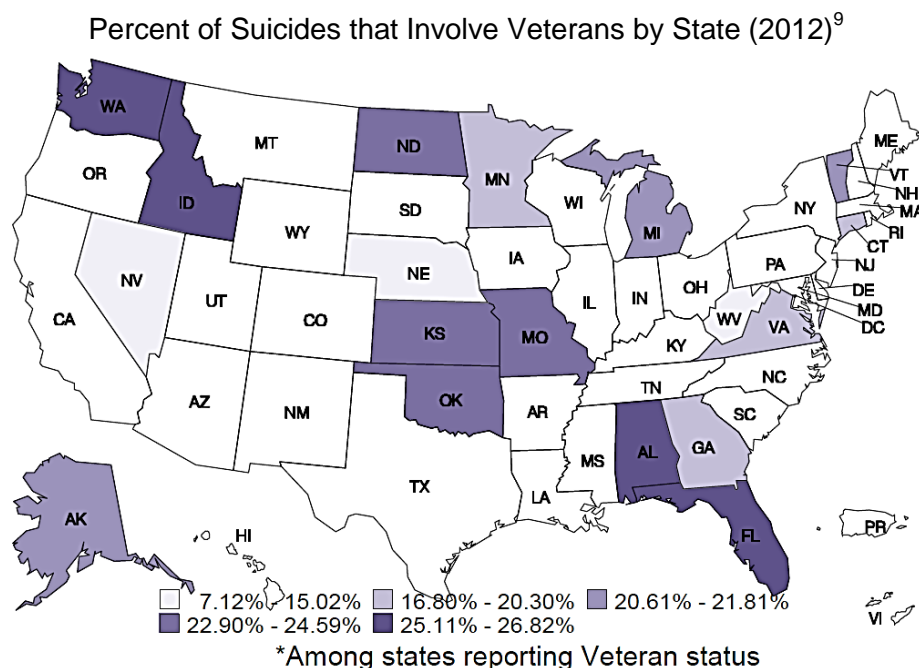 Percent of Suicides that Involve Veterans by State (2012)9
WA
MT
ND
MN
ME
OR
ID
SD
WI
VT
NH
MA
RI
CT
NY
WY
MI
IA
NE
PA
NJ
NV
UT
CO
IL
IN
OH
DE
MD
DC
CA
KS
MO
WV
VA
KY
AZ
NM
OK
AR
TN
NC
SC
MS
AL
GA
TX
LA
AK
HI
FL
PR
VI
7.12% - 15.02% 16.80% - 20.30% 20.61% - 21.81%
22.90% - 24.59% 25.11% - 26.82%
*Among states reporting Veteran status